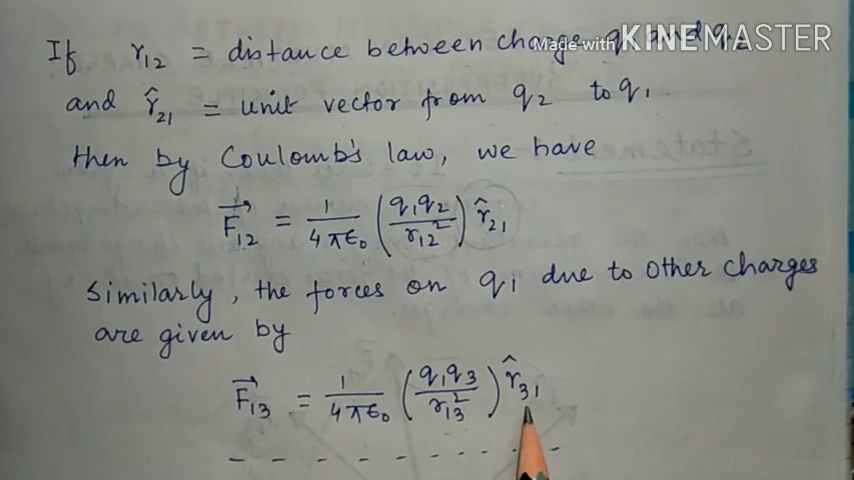 Made with KINEMASTER
If r₁₂ = distance between charge q and q₂
and r̂₂₁ = unit vector from q₂ to q₁
then by Coulomb's law, we have
F⃗₁₂ = 1/4πϵ₀ (q₁q₂/r₁₂²) r̂₂₁
Similarly, the forces on q₁ due to other charges
are given by
F⃗₁₃ = 1/4πϵ₀ (q₁q₃/r₁₃²) r̂₃₁
- - - - - - - - - -